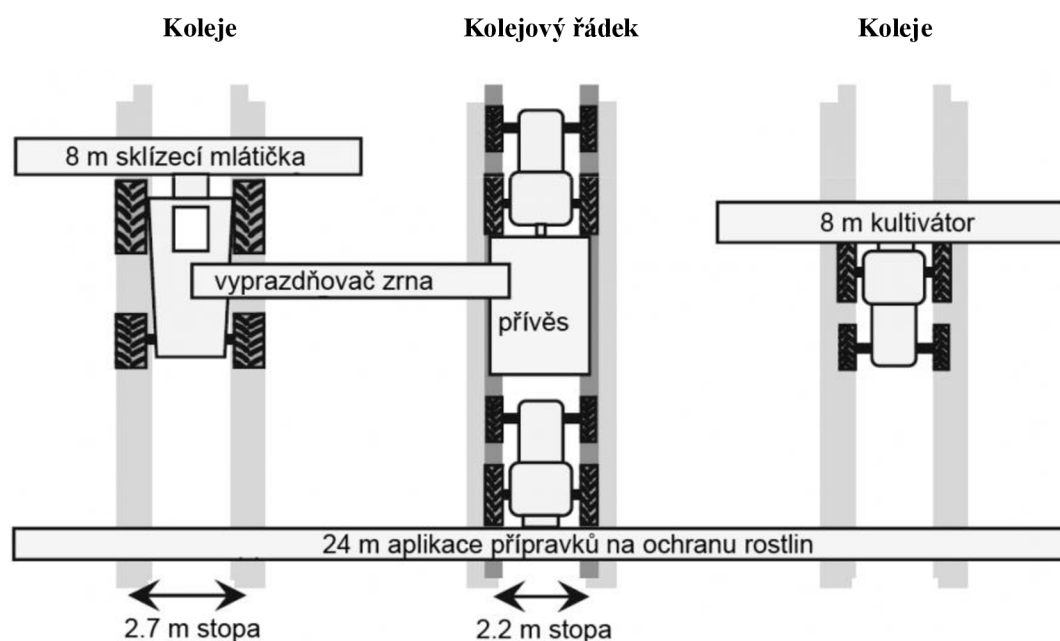 Koleje
Kolejový řádek
Koleje
8 m sklízecí mlátička
8 m kultivátor
vyprazdňovač zrna
přívěs
24 m aplikace přípravků na ochranu rostlin
2.7 m stopa
2.2 m stopa